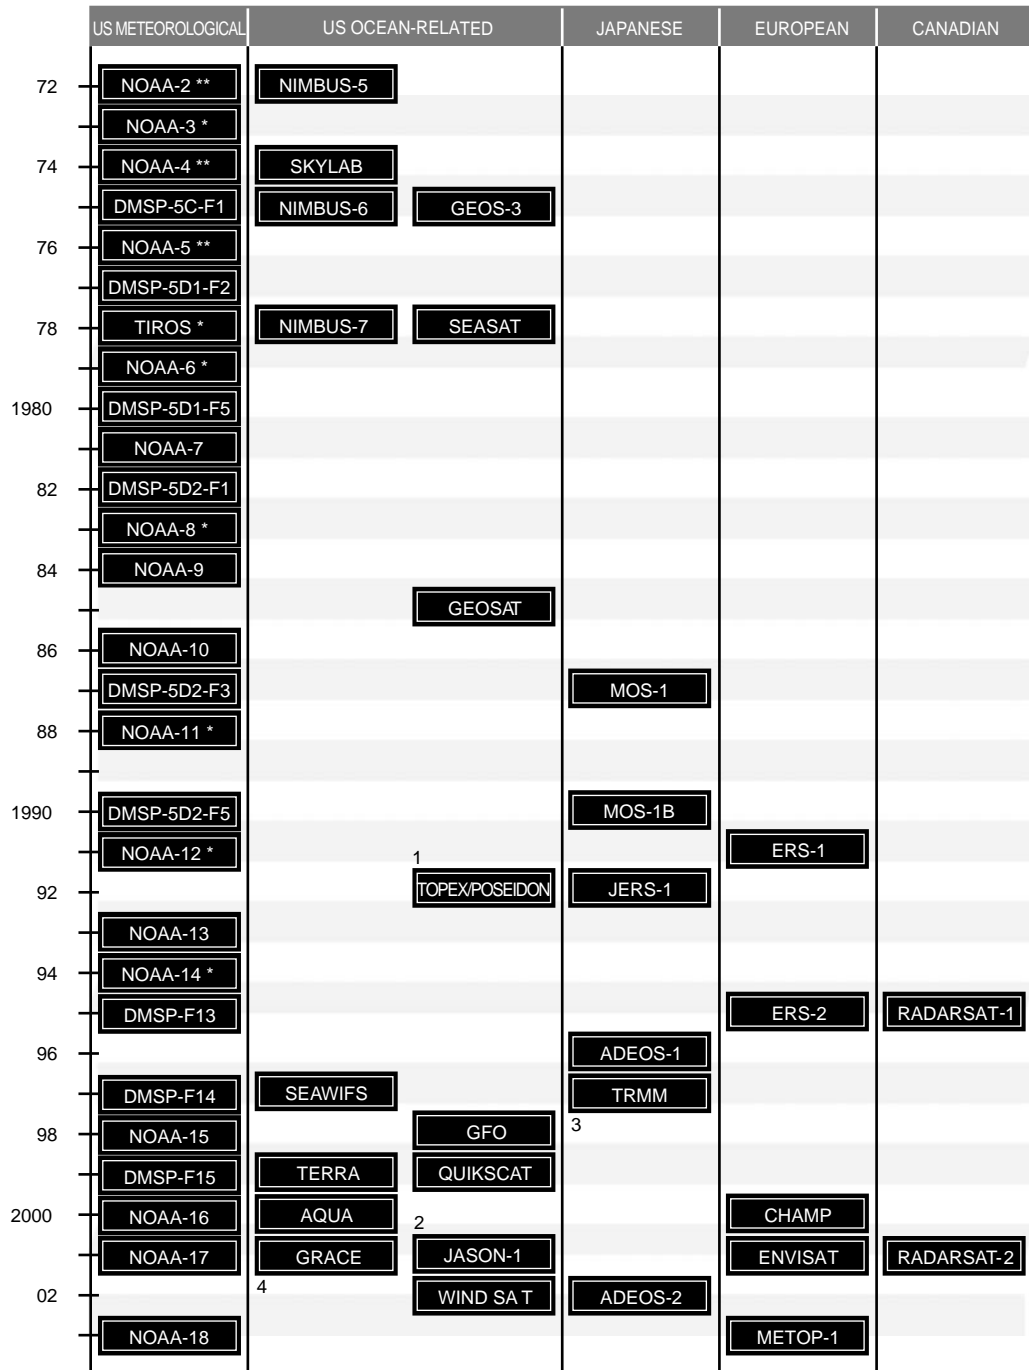 US METEOROLOGICAL US OCEAN-RELATED JAPANESE EUROPEAN CANADIAN
72 NOAA-2 ** NIMBUS-5
NOAA-3 *
74 NOAA-4 ** SKYLAB
DMSP-5C-F1 NIMBUS-6 GEOS-3
76 NOAA-5 **
DMSP-5D1-F2
78 TIROS * NIMBUS-7 SEASAT
NOAA-6 *
1980 DMSP-5D1-F5
NOAA-7
82 DMSP-5D2-F1
NOAA-8 *
84 NOAA-9
GEOSAT
86 NOAA-10
DMSP-5D2-F3 MOS-1
88 NOAA-11 *
1990 DMSP-5D2-F5 MOS-1B
NOAA-12 * ERS-1
1
92 TOPEX/POSEIDON JERS-1
NOAA-13
94 NOAA-14 *
DMSP-F13 ERS-2 RADARSAT-1
96 ADEOS-1
DMSP-F14 SEAWIFS TRMM
3
98 NOAA-15 GFO
DMSP-F15 TERRA QUIKSCAT
2000 NOAA-16 AQUA CHAMP
2
NOAA-17 GRACE JASON-1 ENVISAT RADARSAT-2
4
02 WIND SAT ADEOS-2
NOAA-18 METOP-1